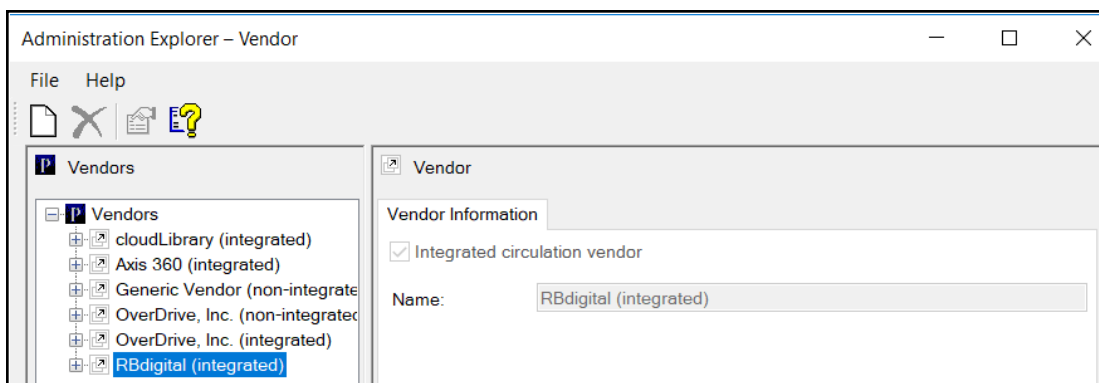 Administration Explorer – Vendor
File Help
Vendors
Vendor
Vendors
cloudLibrary (integrated)
Axis 360 (integrated)
Generic Vendor (non-integrate
OverDrive, Inc. (non-integrated
OverDrive, Inc. (integrated)
RBdigital (integrated)
Vendor Information
Integrated circulation vendor
Name: RBdigital (integrated)